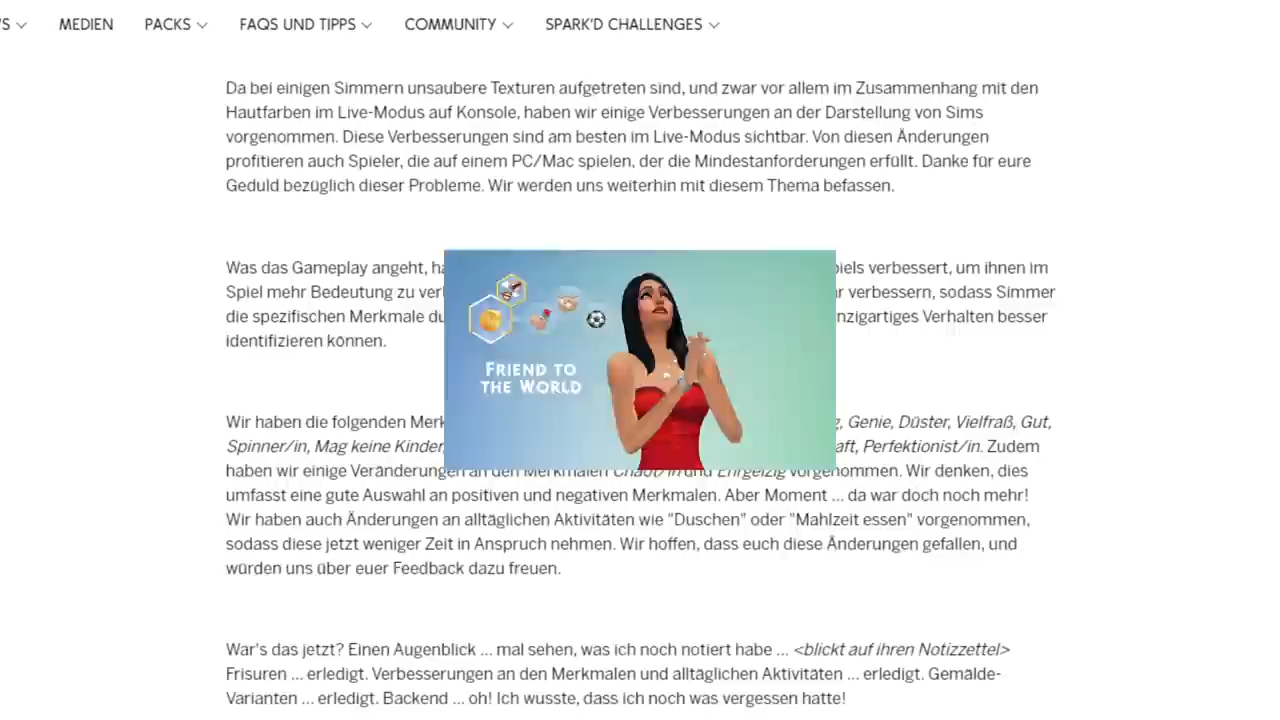 S
MEDIEN
PACKS
FAQS UND TIPPS
COMMUNITY
SPARK'D CHALLENGES
Da bei einigen Simmern unsaubere Texturen aufgetreten sind, und zwar vor allem im Zusammenhang mit den
Hautfarben im Live-Modus auf Konsole, haben wir einige Verbesserungen an der Darstellung von Sims
vorgenommen. Diese Verbesserungen sind am besten im Live-Modus sichtbar. Von diesen Änderungen
profitieren auch Spieler, die auf einem PC/Mac spielen, der die Mindestanforderungen erfüllt. Danke für eure
Geduld bezüglich dieser Probleme. Wir werden uns weiterhin mit diesem Thema befassen.
Was das Gameplay angeht, verbessert, um ihnen im
Spiel mehr Bedeutung zu verbessern, sodass Simmer
die spezifischen Merkmale Verhalten besser
identifizieren können.
FRIEND TO
THE WORLD
Wir haben die folgenden Genie, Düster, Vielfraß, Gut,
Spinner/in, Mag keine Kinder, Perfektionist/in. Zudem
haben wir einige Veränderungen an den Merkmalen und Ehrgeizig vorgenommen. Wir denken, dies
umfasst eine gute Auswahl an positiven und negativen Merkmalen. Aber Moment ... da war doch noch mehr!
Wir haben auch Änderungen an alltäglichen Aktivitäten wie "Duschen" oder "Mahlzeit essen" vorgenommen,
sodass diese jetzt weniger Zeit in Anspruch nehmen. Wir hoffen, dass euch diese Änderungen gefallen, und
würden uns über euer Feedback dazu freuen.
War's das jetzt? Einen Augenblick ... mal sehen, was ich noch notiert habe ... <blickt auf ihren Notizzettel>
Frisuren ... erledigt. Verbesserungen an den Merkmalen und alltäglichen Aktivitäten ... erledigt. Gemälde-
Varianten ... erledigt. Backend ... oh! Ich wusste, dass ich noch was vergessen hatte!